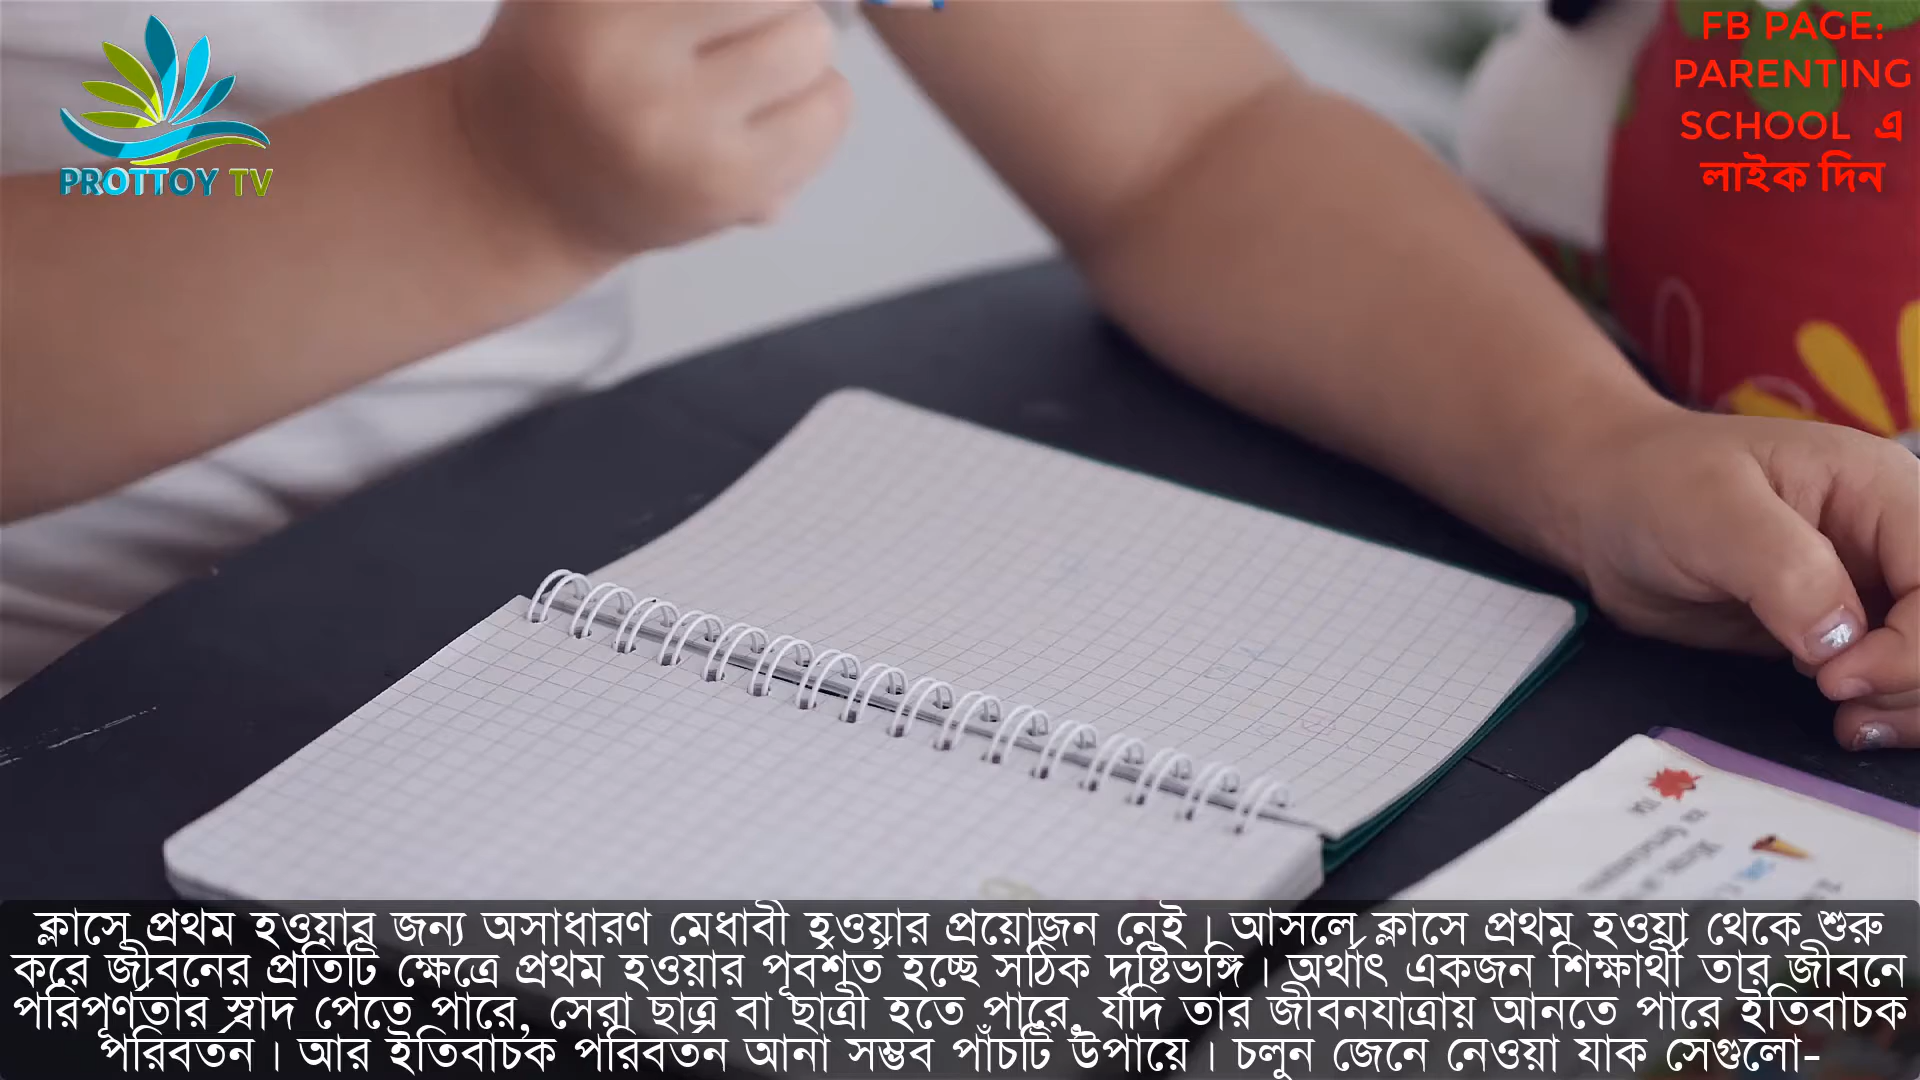 PROTTOY TV
FB PAGE:
PARENTING
SCHOOL এ
লাইক দিন
ক্লাসে প্রথম হওয়ার জন্য অসাধারণ মেধাবী হওয়ার প্রয়োজন নেই। আসলে ক্লাসে প্রথম হওয়া থেকে শুরু
করে জীবনের প্রতিটি ক্ষেত্রে প্রথম হওয়ার পূর্বশর্ত হচ্ছে সঠিক দৃষ্টিভঙ্গি। অর্থাৎ একজন শিক্ষার্থী তার জীবনে
পরিপূর্ণতার স্বাদ পেতে পারে, সেরা ছাত্র বা ছাত্রী হতে পারে, যদি তার জীবনযাত্রায় আনতে পারে ইতিবাচক
পরিবর্তন। আর ইতিবাচক পরিবর্তন আনা সম্ভব পাঁচটি উপায়ে। চলুন জেনে নেওয়া যাক সেগুলো-